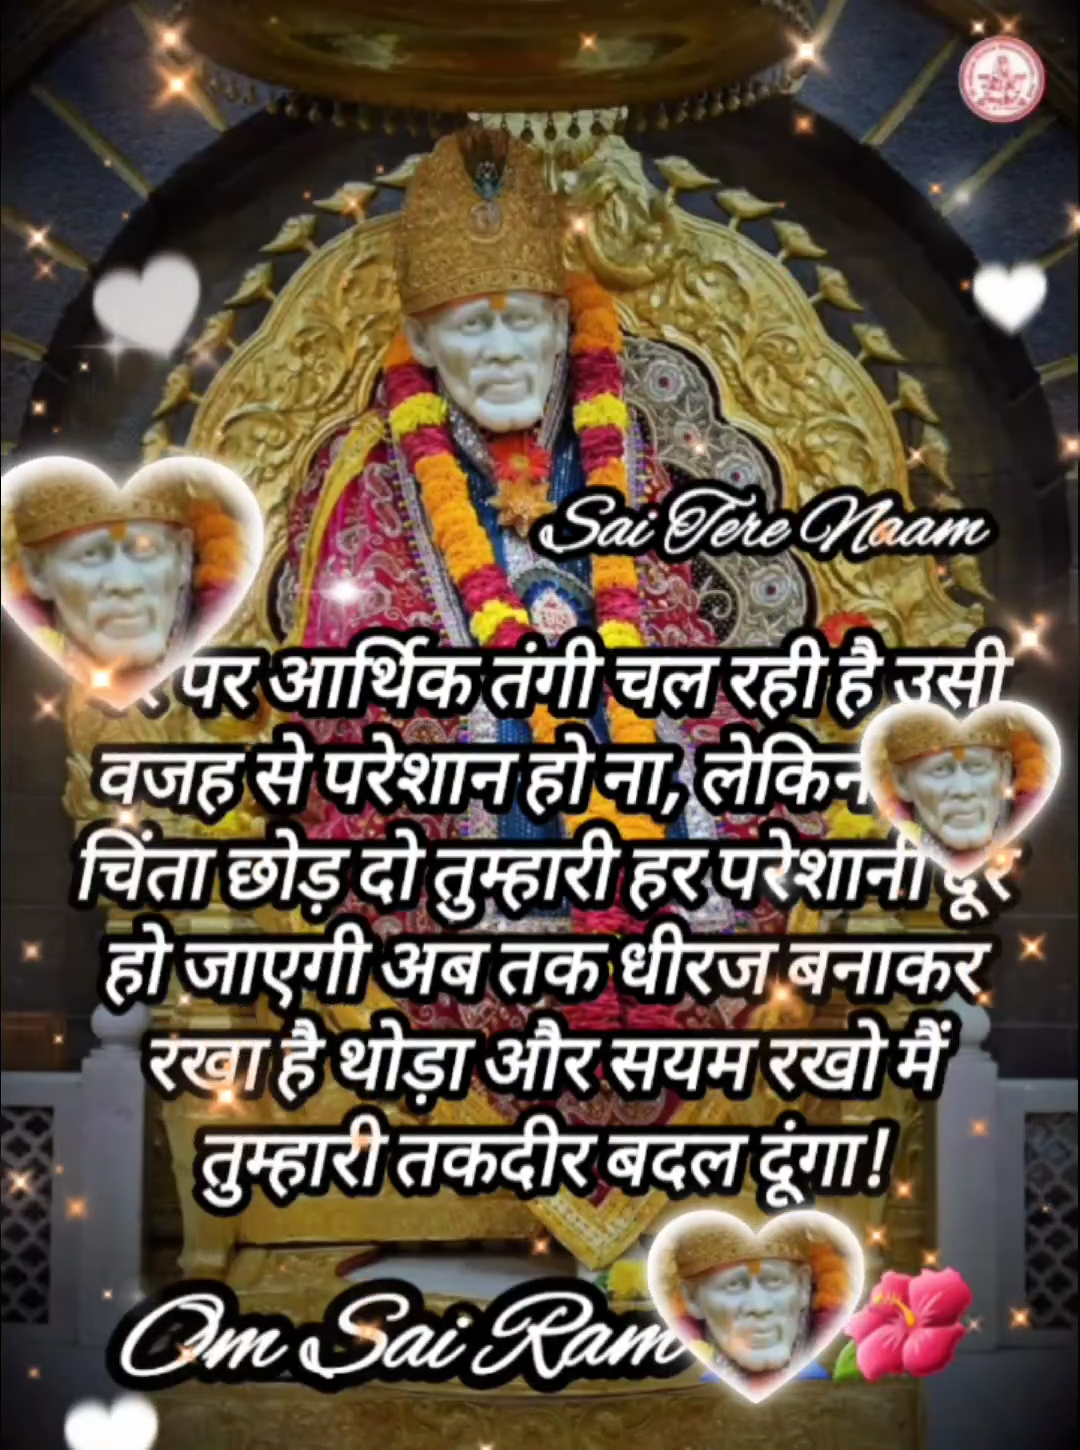 Sai Tere Naam
पर आर्थिक तंगी चल रही है उसी
वजह से परेशान हो ना, लेकिन
चिंता छोड़ दो तुम्हारी हर परेशानी दूर
हो जाएगी अब तक धीरज बनाकर
रखा है थोड़ा और सयम रखो मैं
तुम्हारी तकदीर बदल दूंगा!
Om Sai Ram